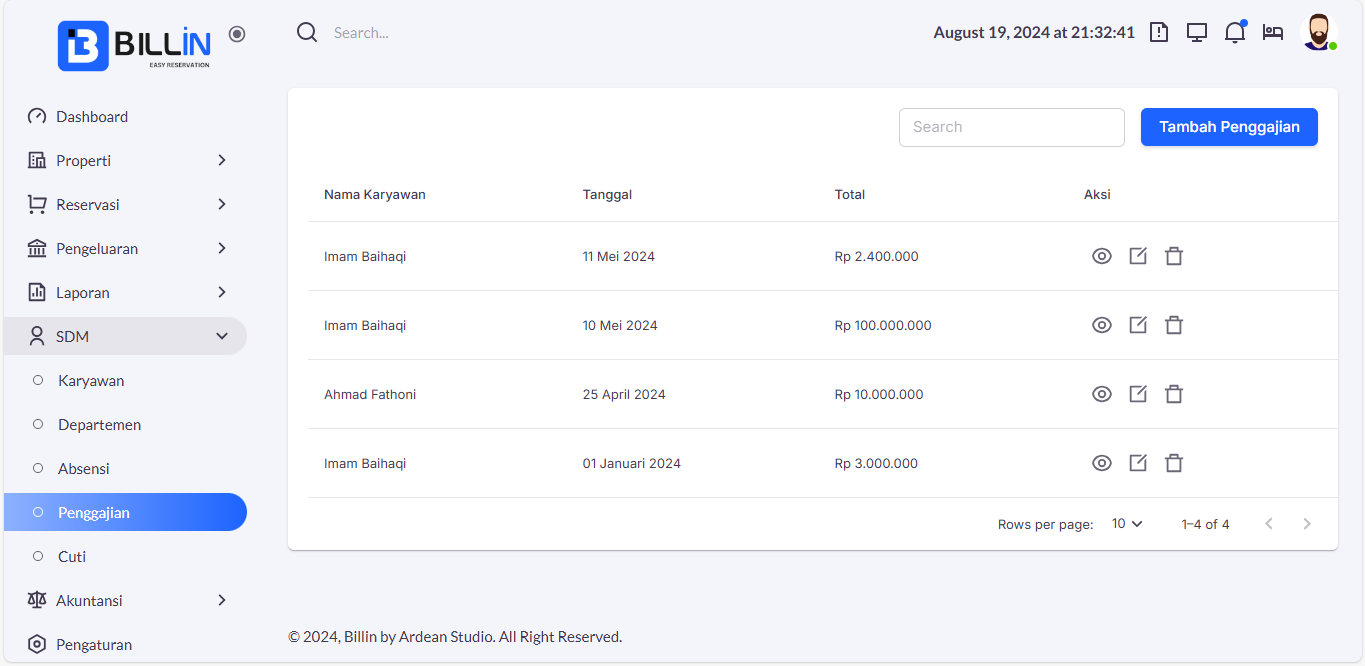 BILLIN
EASY RESERVATION
Search...
August 19, 2024 at 21:32:41
Dashboard
Properti
Reservasi
Pengeluaran
Laporan
SDM
Karyawan
Departemen
Absensi
Penggajian
Cuti
Akuntansi
Pengaturan
Search
Tambah Penggajian
Nama Karyawan Tanggal Total Aksi
Imam Baihaqi 11 Mei 2024 Rp 2.400.000
Imam Baihaqi 10 Mei 2024 Rp 100.000.000
Ahmad Fathoni 25 April 2024 Rp 10.000.000
Imam Baihaqi 01 Januari 2024 Rp 3.000.000
Rows per page: 10 1–4 of 4
© 2024, Billin by Ardean Studio. All Right Reserved.